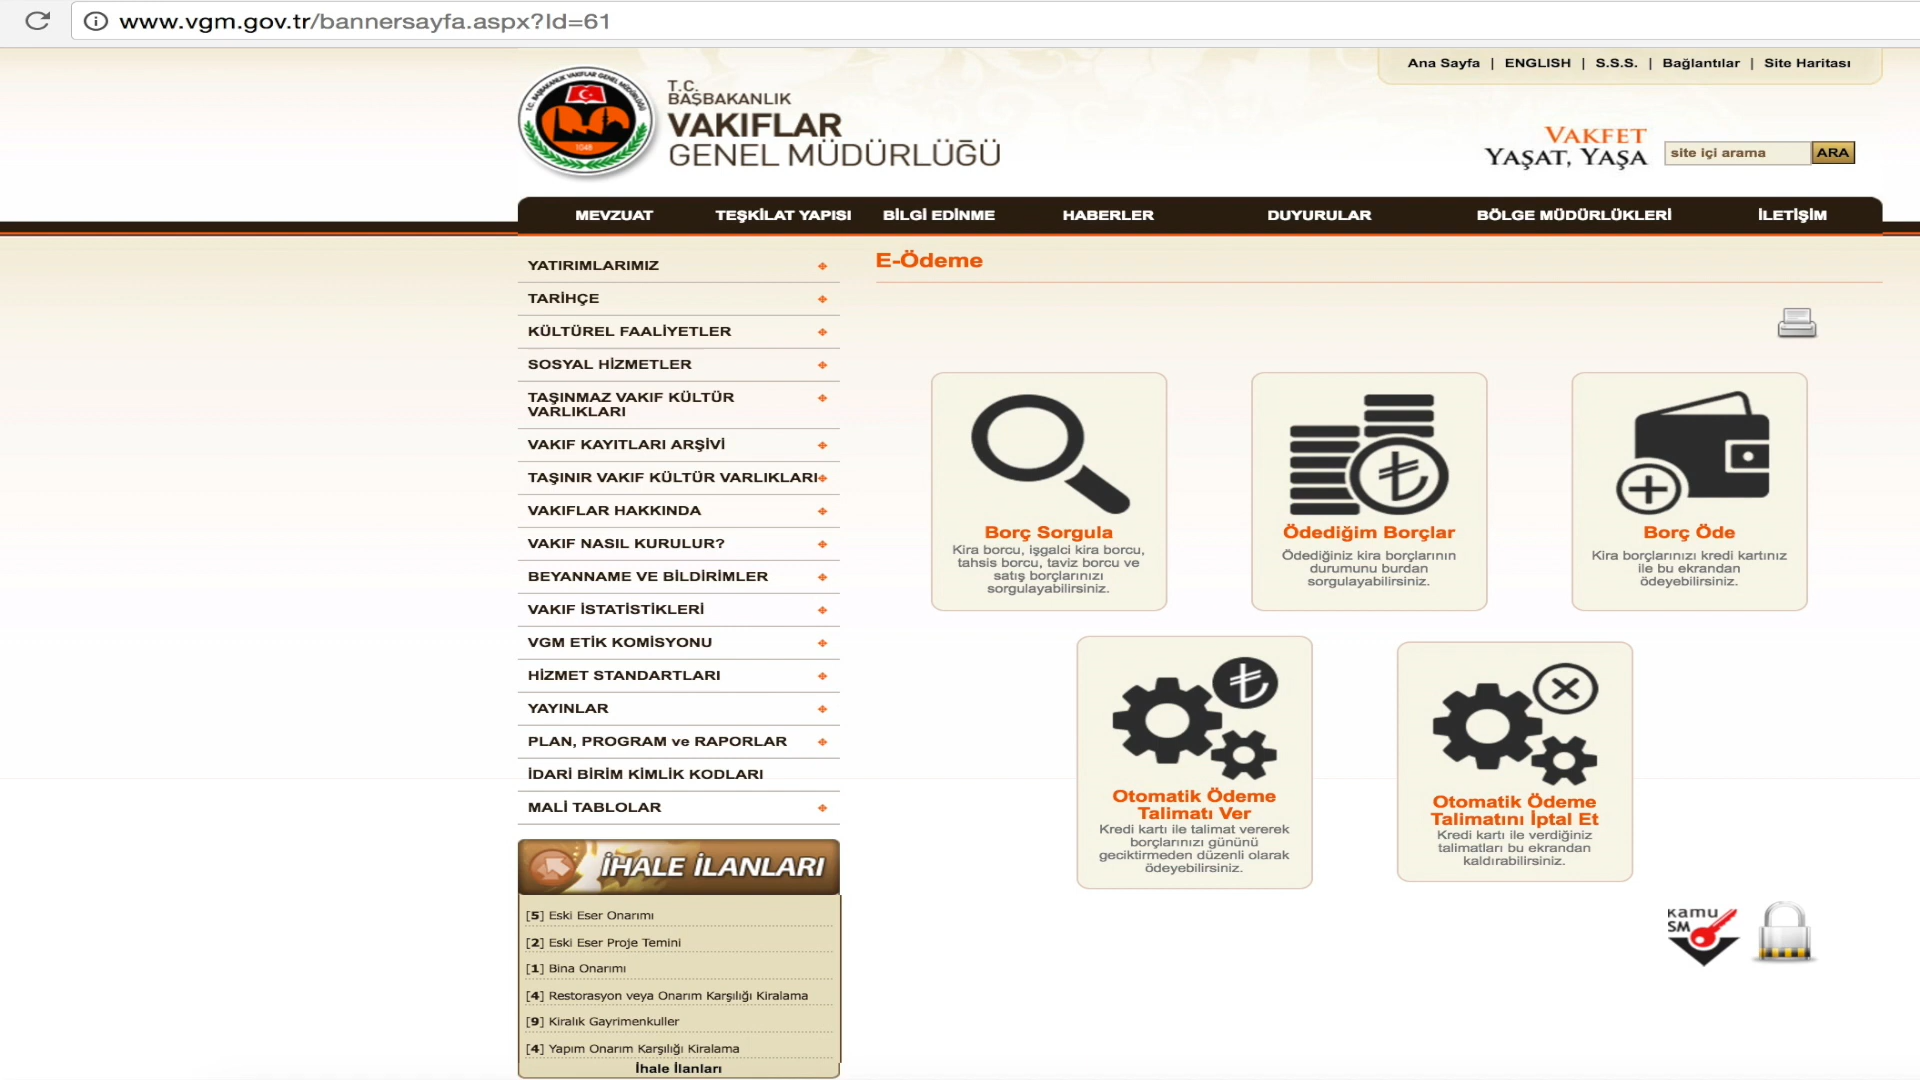 www.vgm.gov.tr/bannersayfa.aspx?Id=61
Ana Sayfa | ENGLISH | S.S.S. | Bağlantılar | Site Haritası
T.C. BAŞBAKANLIK VAKIFLAR GENEL MÜDÜRLÜĞÜ
1048
T.C.
BAŞBAKANLIK
VAKIFLAR
GENEL MÜDÜRLÜĞÜ
VAKFET
YAŞAT, YAŞA
site içi arama
ARA
MEVZUAT TEŞKİLAT YAPISI BİLGİ EDİNME HABERLER DUYURULAR BÖLGE MÜDÜRLÜKLERİ İLETİŞİM
YATIRIMLARIMIZ
TARİHÇE
KÜLTÜREL FAALİYETLER
SOSYAL HİZMETLER
TAŞINMAZ VAKIF KÜLTÜR
VARLIKLARI
VAKIF KAYITLARI ARŞİVİ
TAŞINIR VAKIF KÜLTÜR VARLIKLARI
VAKIFLAR HAKKINDA
VAKIF NASIL KURULUR?
BEYANNAME VE BİLDİRİMLER
VAKIF İSTATİSTİKLERİ
VGM ETİK KOMİSYONU
HİZMET STANDARTLARI
YAYINLAR
PLAN, PROGRAM ve RAPORLAR
İDARİ BİRİM KİMLİK KODLARI
MALİ TABLOLAR
İHALE İLANLARI
[5] Eski Eser Onarımı
[2] Eski Eser Proje Temini
[1] Bina Onarımı
[4] Restorasyon veya Onarım Karşılığı Kiralama
[9] Kiralık Gayrimenkuller
[4] Yapım Onarım Karşılığı Kiralama
İhale İlanları
E-Ödeme
Borç Sorgula
Kira borcu, işgalci kira borcu,
tahsis borcu, taviz borcu ve
satış borçlarınızı
sorgulayabilirsiniz.
Ödediğim Borçlar
Ödediğiniz kira borçlarının
durumunu burdan
sorgulayabilirsiniz.
Borç Öde
Kira borçlarınızı kredi kartınız
ile bu ekrandan
ödeyebilirsiniz.
Otomatik Ödeme
Talimatı Ver
Kredi kartı ile talimat vererek
borçlarınızı gününü
geciktirmeden düzenli olarak
ödeyebilirsiniz.
Otomatik Ödeme
Talimatını İptal Et
Kredi kartı ile verdiğiniz
talimatları bu ekrandan
kaldırabilirsiniz.
Kamu
SM